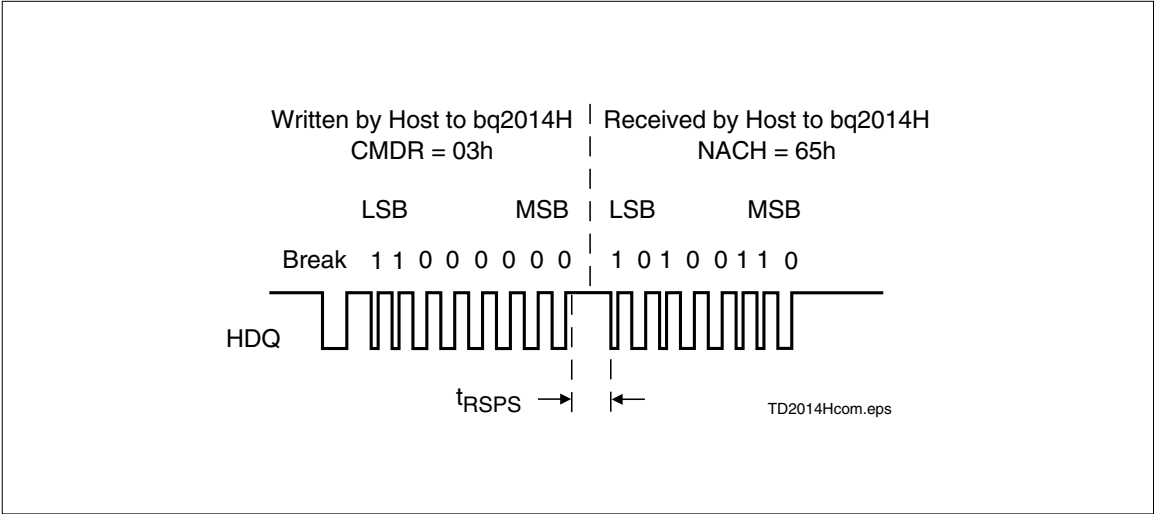 Written by Host to bq2014H
CMDR = 03h
Received by Host to bq2014H
NACH = 65h
LSB MSB LSB MSB
Break 1 1 0 0 0 0 0 0 1 0 1 0 0 1 1 0
HDQ
tRSPS
TD2014Hcom.eps